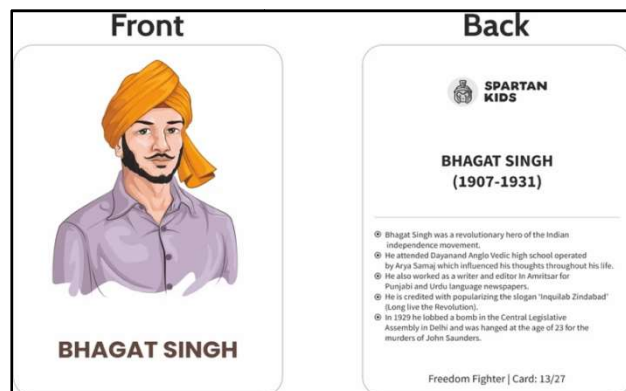 Front
BHAGAT SINGH
Back
SPARTAN
KIDS
BHAGAT SINGH
(1907-1931)
Bhagat Singh was a revolutionary hero of the Indian
independence movement.
He attended Dayanand Anglo Vedic high school operated
by Arya Samaj which influenced his thoughts throughout his life.
He also worked as a writer and editor In Amritsar for
Punjabi and Urdu language newspapers.
He is credited with popularizing the slogan 'Inquilab Zindabad'
(Long live the Revolution).
In 1929 he lobbed a bomb in the Central Legislative
Assembly in Delhi and was hanged at the age of 23 for the
murders of John Saunders.
Freedom Fighter | Card: 13/27